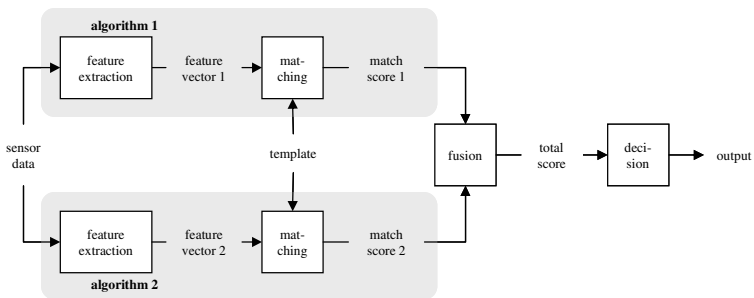 algorithm 1
feature
extraction
feature
vector 1
mat-
ching
match
score 1
sensor
data
template
fusion
total
score
deci-
sion
output
feature
extraction
feature
vector 2
mat-
ching
match
score 2
algorithm 2